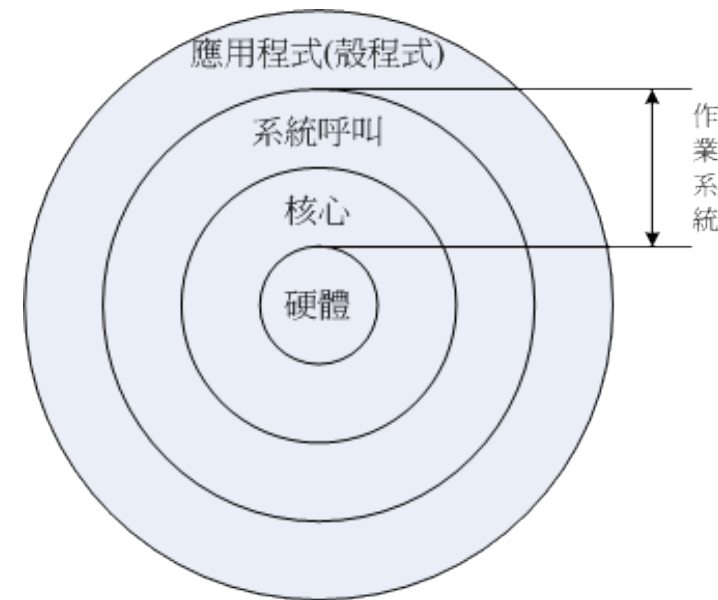 應用程式(殼程式)
系統呼叫
核心
硬體
作業系統